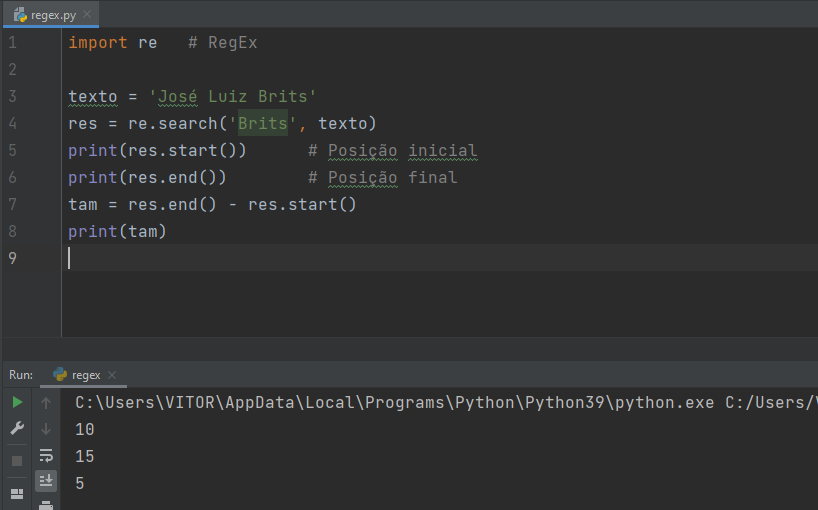 regex.py
1 import re # RegEx
2
3 texto = 'José Luiz Brits'
4 res = re.search('Brits', texto)
5 print(res.start()) # Posição inicial
6 print(res.end()) # Posição final
7 tam = res.end() - res.start()
8 print(tam)
9
Run: regex
C:\Users\VITOR\AppData\Local\Programs\Python\Python39\python.exe C:/Users/
10
15
5